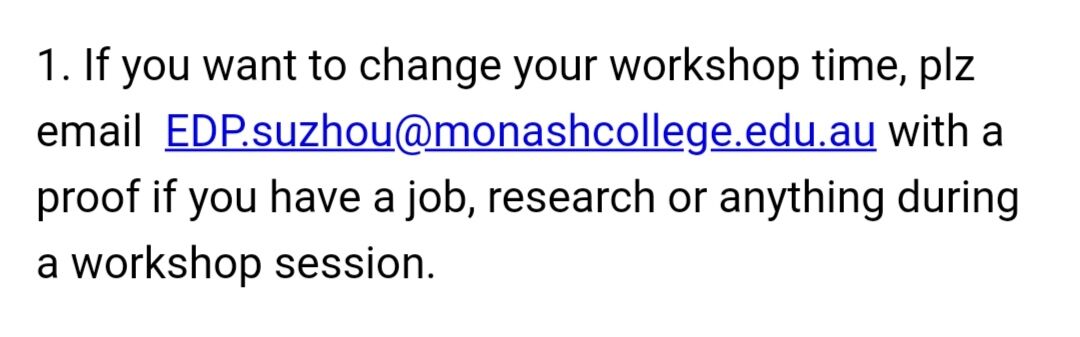 1. If you want to change your workshop time, plz
email  EDP.suzhou@monashcollege.edu.au with a
proof if you have a job, research or anything during
a workshop session.